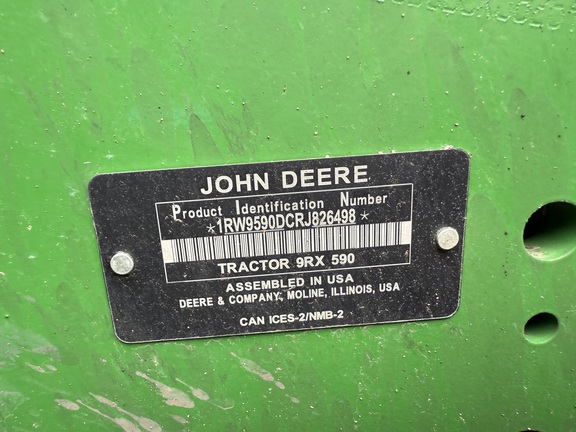 JOHN DEERE
Product Identification Number
*1RW9590DCRJ826498*
TRACTOR 9RX 590
ASSEMBLED IN USA
DEERE & COMPANY, MOLINE, ILLINOIS, USA
CAN ICES-2/NMB-2